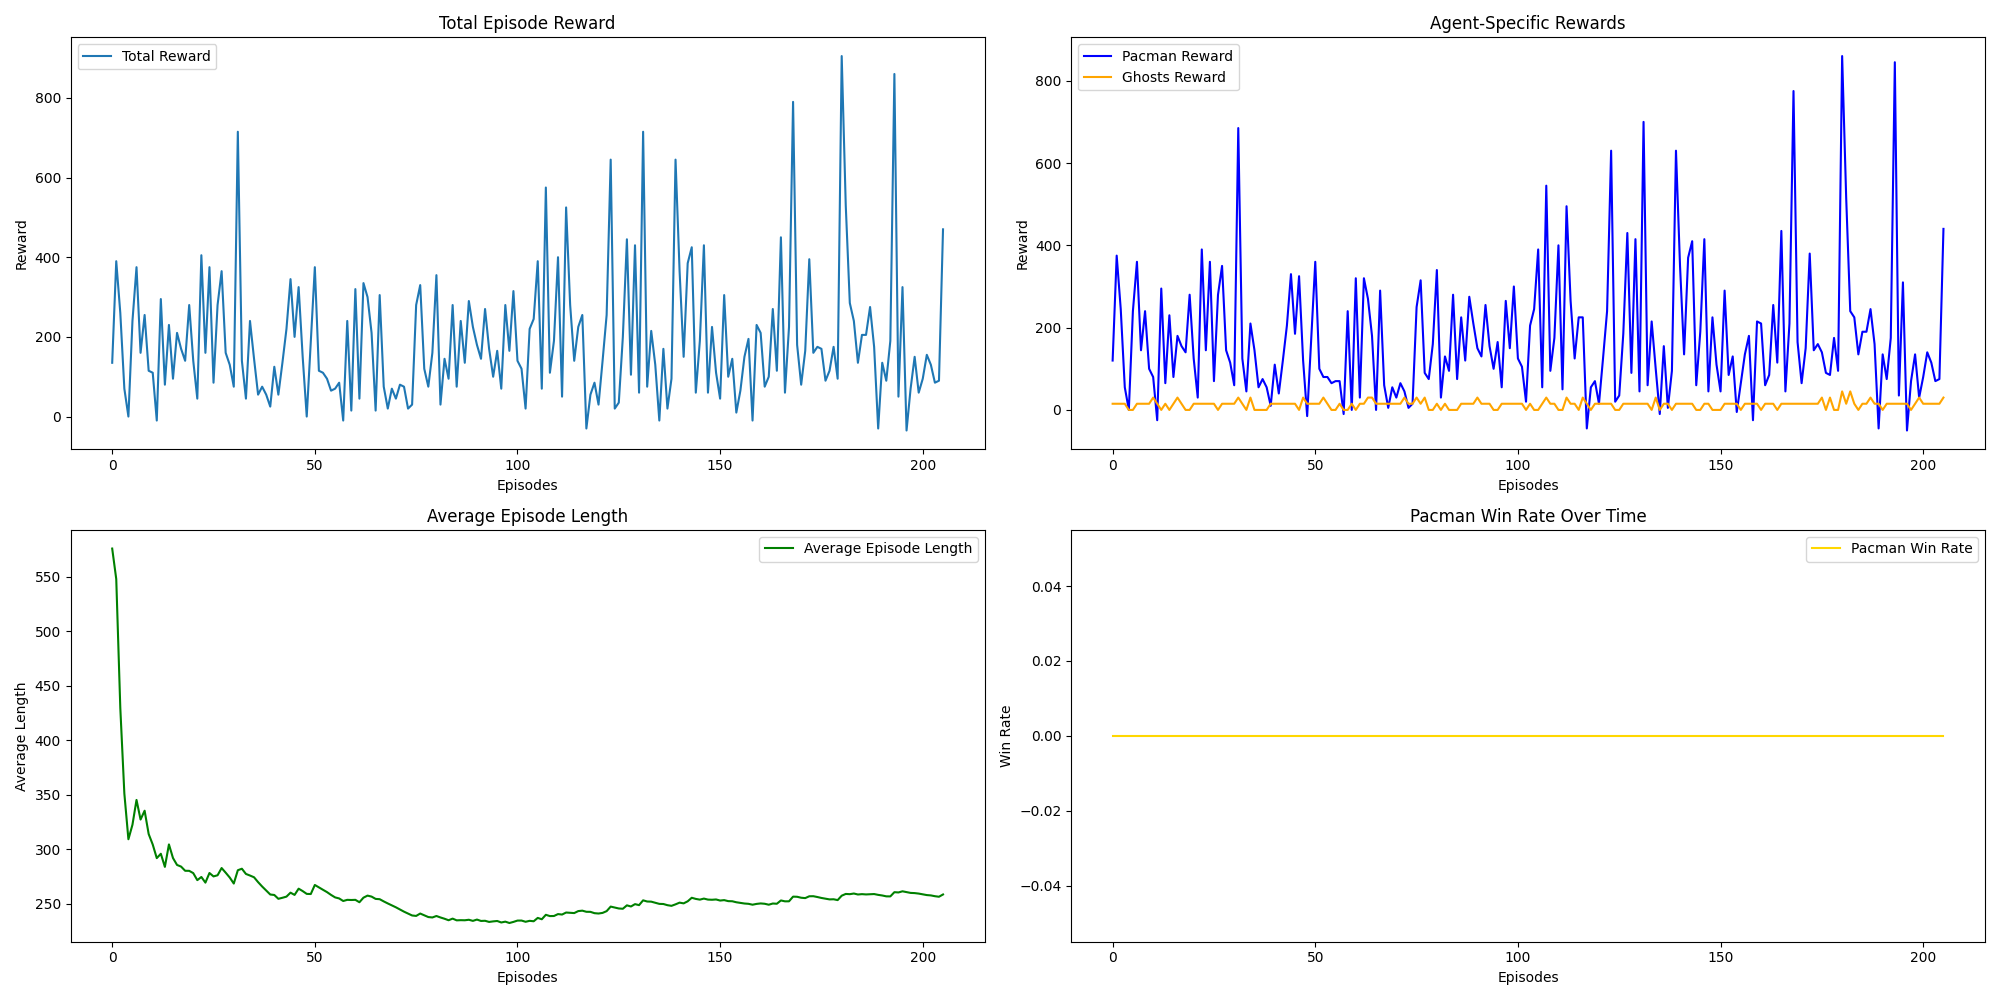 Total Episode Reward
Total Reward
800
600
400
200
0
Reward
0 50 100 150 200
Episodes
Agent-Specific Rewards
Pacman Reward
Ghosts Reward
800
600
400
200
0
Reward
0 50 100 150 200
Episodes
Average Episode Length
Average Episode Length
550
500
450
400
350
300
250
Average Length
0 50 100 150 200
Episodes
Pacman Win Rate Over Time
Pacman Win Rate
0.04
0.02
0.00
−0.02
−0.04
Win Rate
0 50 100 150 200
Episodes